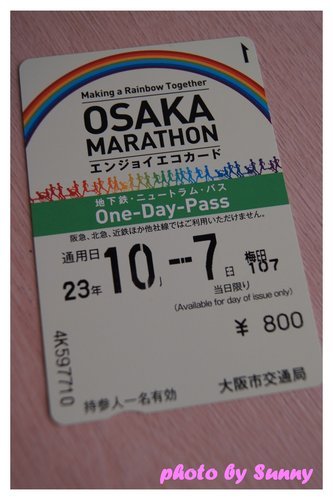 Making a Rainbow Together
OSAKA
MARATHON
エンジョイエコカード
地下鉄・ニュートラム・バス
One-Day-Pass
阪急、北急、近鉄ほか他社線ではご利用いただけません。
通用日
23年 10月 --7日 梅田 107
当日限り
(Available for day of issue only)
¥ 800
4K597710
持参人一名有効
大阪市交通局
photo by Sunny